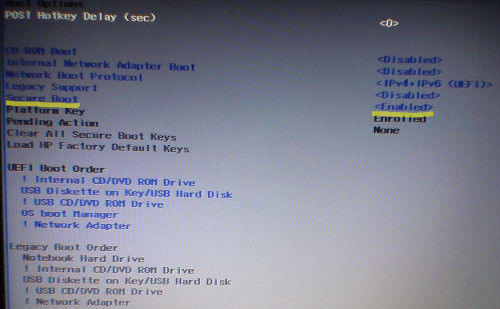 Boot Options
POST Hotkey Delay (sec) <0>
CD-ROM Boot <Disabled>
Internal Network Adapter Boot <Disabled>
Network Boot Protocol <IPv4+IPv6 (UEFI)>
Legacy Support <Disabled>
Secure Boot <Enabled>
Platform Key Enrolled
Pending Action None
Clear All Secure Boot Keys
Load HP Factory Default Keys
UEFI Boot Order
! Internal CD/DVD ROM Drive
USB Diskette on Key/USB Hard Disk
! USB CD/DVD ROM Drive
OS boot Manager
! Network Adapter
Legacy Boot Order
Notebook Hard Drive
! Internal CD/DVD ROM Drive
USB Diskette on Key/USB Hard Disk
! USB CD/DVD ROM Drive
! Network Adapter